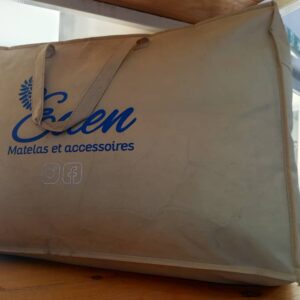 Eden
Matelas et accessoires